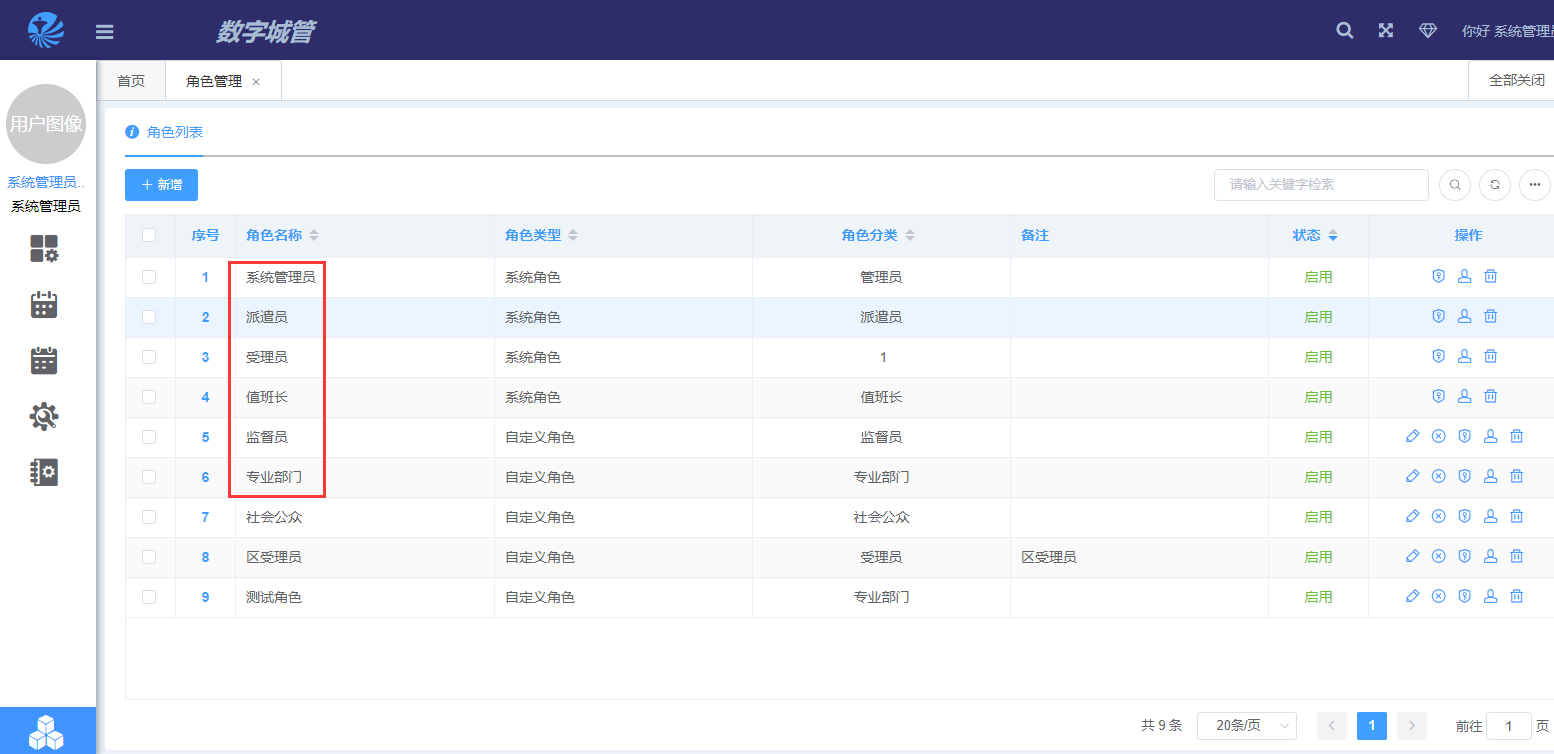 数字城管
你好 系统管理员
首页 角色管理 × 全部关闭
用户图像
系统管理员..
系统管理员
角色列表
+ 新增
请输入关键字检索
序号 角色名称 角色类型 角色分类 备注 状态 操作
1 系统管理员 系统角色 管理员 启用
2 派遣员 系统角色 派遣员 启用
3 受理员 系统角色 1 启用
4 值班长 系统角色 值班长 启用
5 监督员 自定义角色 监督员 启用
6 专业部门 自定义角色 专业部门 启用
7 社会公众 自定义角色 社会公众 启用
8 区受理员 自定义角色 受理员 区受理员 启用
9 测试角色 自定义角色 专业部门 启用
共 9 条 20条/页 1 前往 1 页